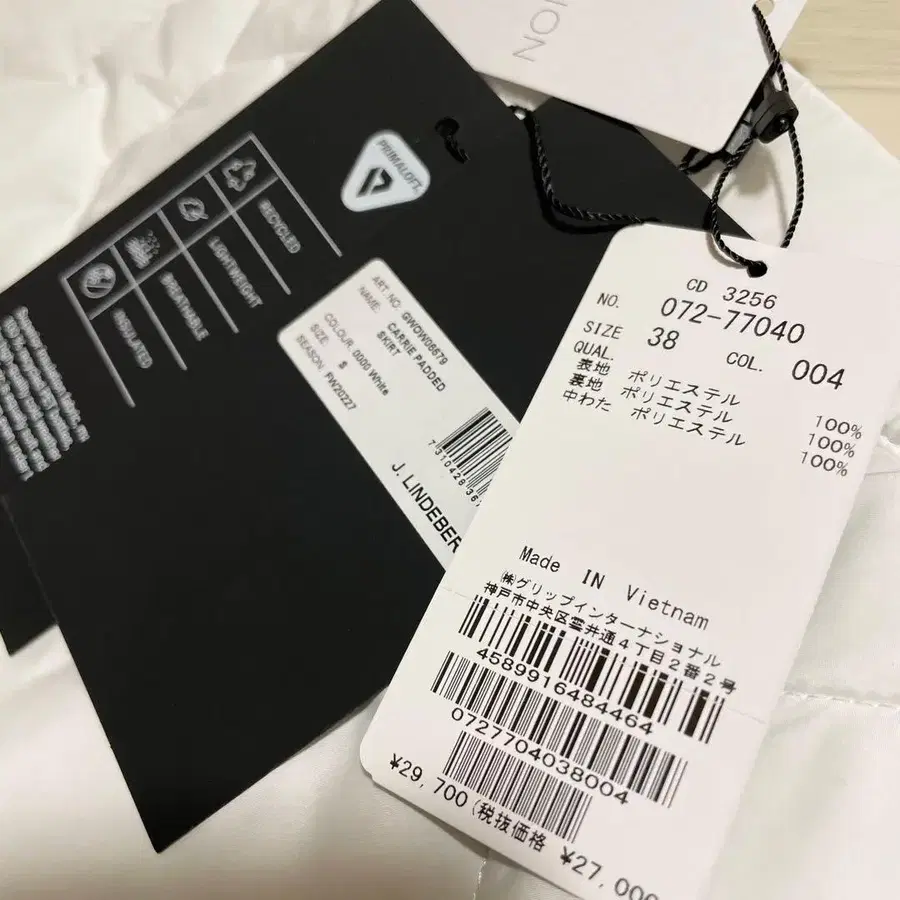 NO
PRIMALOFT
RECYCLED
LIGHTWEIGHT
BREATHABLE
INSULATED
ART. NO. GWOW06679
NAME: CARRIE PADDED
SKIRT
COLOUR: 0000 White
SIZE: S
SEASON: FW20227
J. LINDEBER
CD 3256
NO. 072-77040
SIZE 38 COL. 004
QUAL.
表地 ポリエステル 100%
裏地 ポリエステル 100%
中わた ポリエステル 100%
Made IN Vietnam
㈱グリップインターナショナル
神戸市中央区雲井通4丁目2番2号
4589916484464
0727704038004
¥29,700(税抜価格 ¥27,000